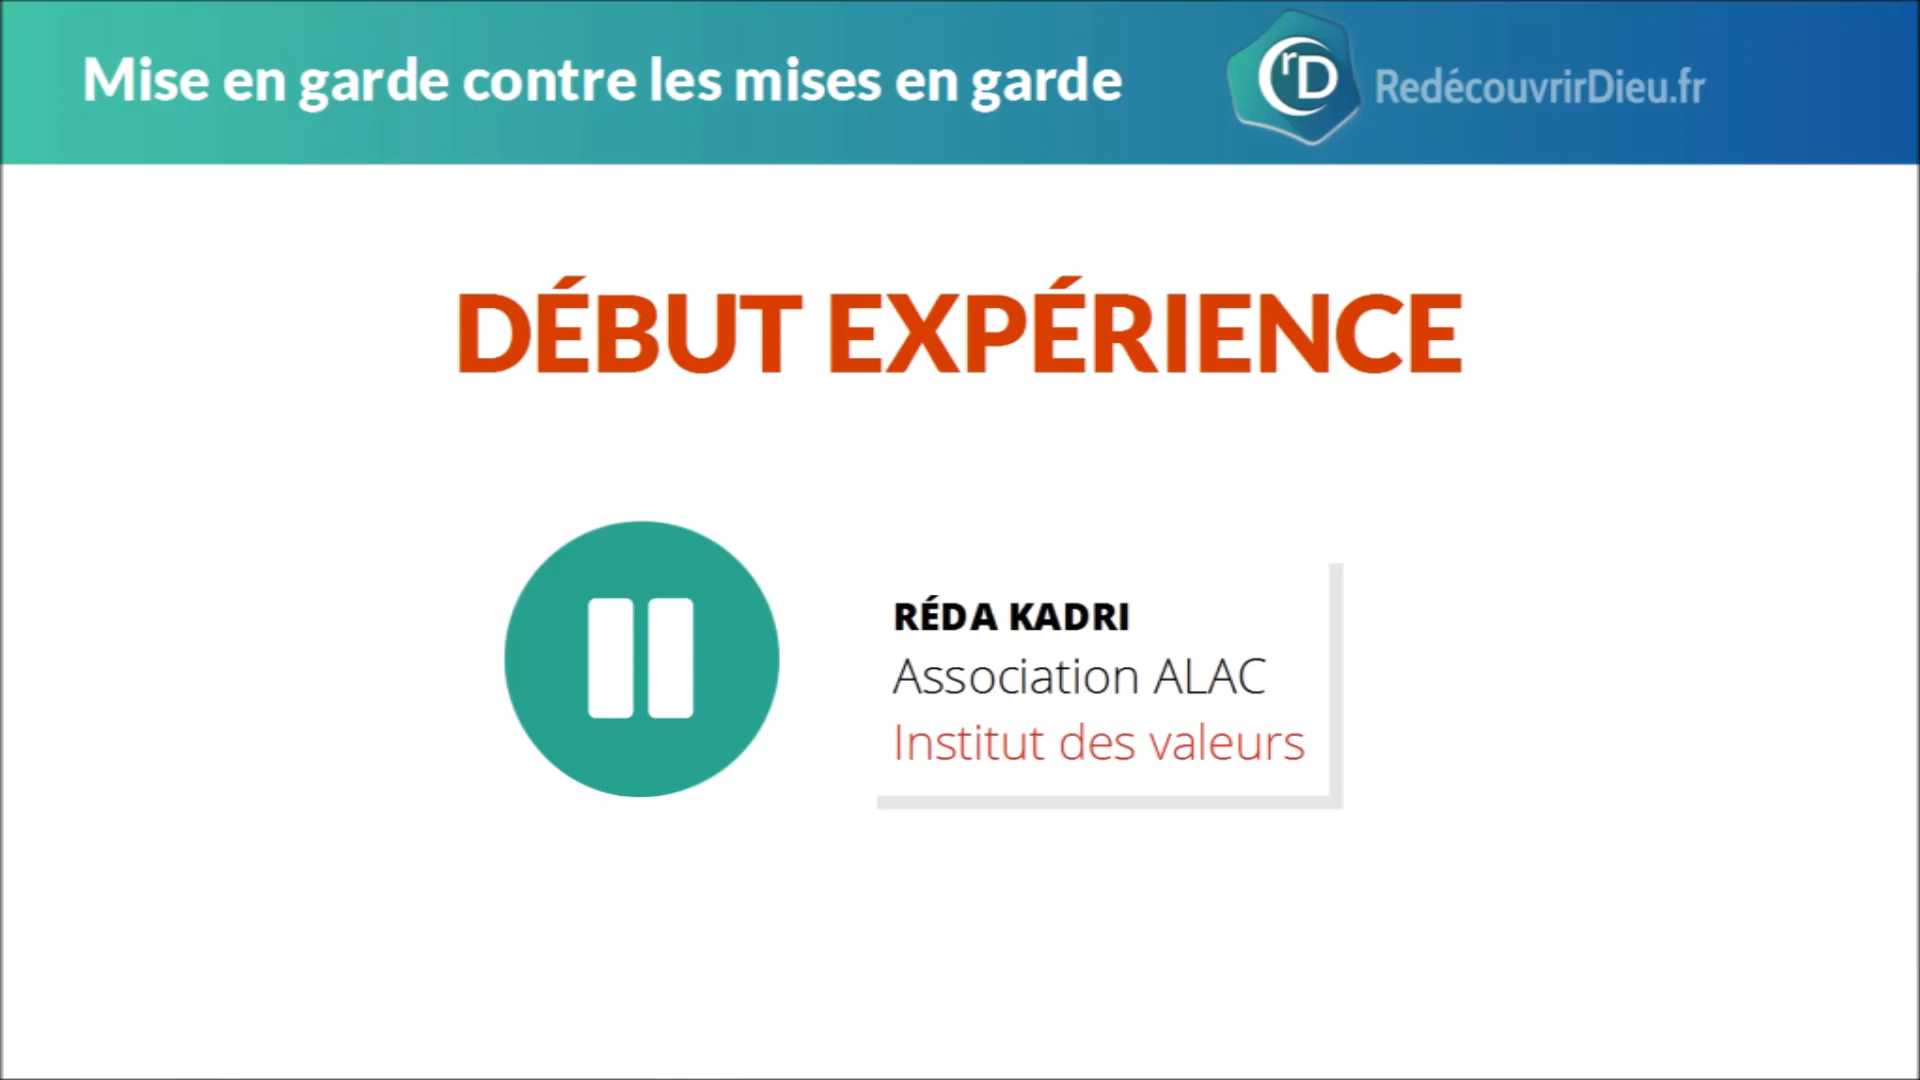 Mise en garde contre les mises en garde
rD
RedécouvrirDieu.fr
DÉBUT EXPÉRIENCE
RÉDA KADRI
Association ALAC
Institut des valeurs